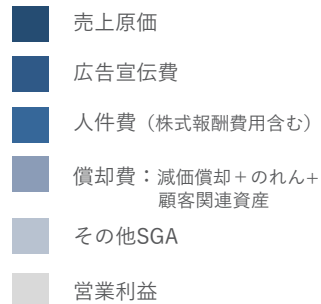 売上原価
広告宣伝費
人件費（株式報酬費用含む）
償却費：減価償却＋のれん+
顧客関連資産
その他SGA
営業利益